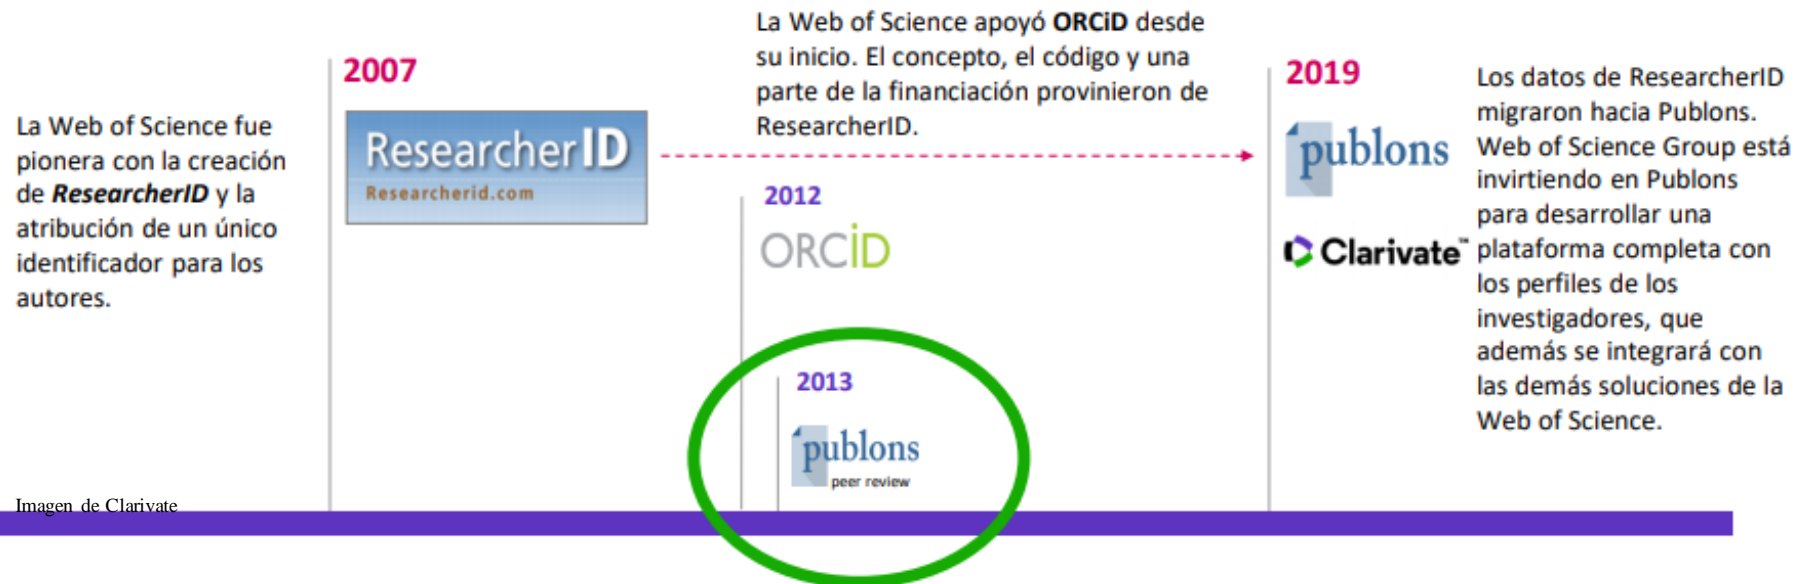 La Web of Science fue
pionera con la creación
de ResearcherID y la
atribución de un único
identificador para los
autores.
2007
ResearcherID
Researcherid.com
La Web of Science apoyó ORCiD desde
su inicio. El concepto, el código y una
parte de la financiación provinieron de
ResearcherID.
2012
ORCiD
2013
publons
peer review
2019
publons
Clarivate™
Los datos de ResearcherID
migraron hacia Publons.
Web of Science Group está
invirtiendo en Publons
para desarrollar una
plataforma completa con
los perfiles de los
investigadores, que
además se integrará con
las demás soluciones de la
Web of Science.
Imagen de Clarivate